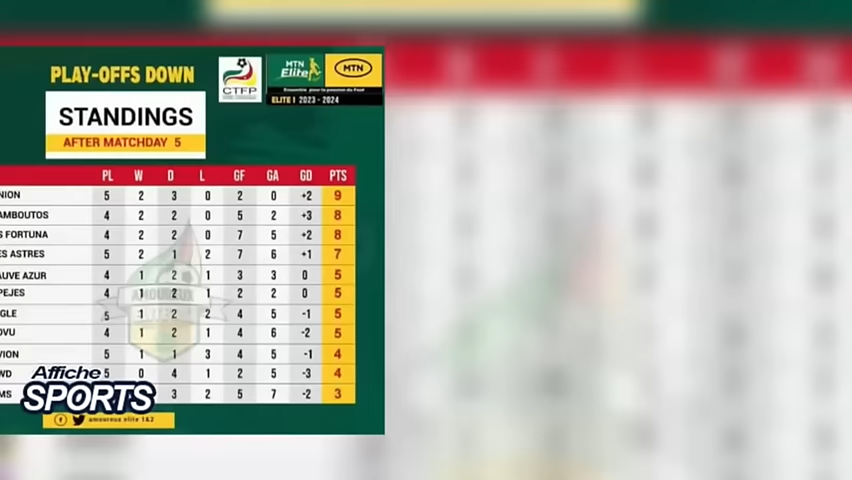 PLAY-OFFS DOWN
CTFP
MTN
Elite 1
MTN
ELITE 1 2023 - 2024
STANDINGS
AFTER MATCHDAY 5
PL W D L GF GA GD PTS
NION 5 2 3 0 2 0 +2 9
AMBOUTOS 4 2 2 0 5 2 +3 8
S FORTUNA 4 2 2 0 7 5 +2 8
ES ASTRES 5 2 1 2 7 6 +1 7
AUVE AZUR 4 1 2 1 3 3 0 5
PEJES 4 1 2 1 2 2 0 5
GLE 5 1 2 2 4 5 -1 5
OVU 4 1 2 1 4 6 -2 5
VION 5 1 1 3 4 5 -1 4
WD 5 0 4 1 2 5 -3 4
MS 3 2 5 7 -2 3
Affiche
SPORTS
amoureux elite 1&2